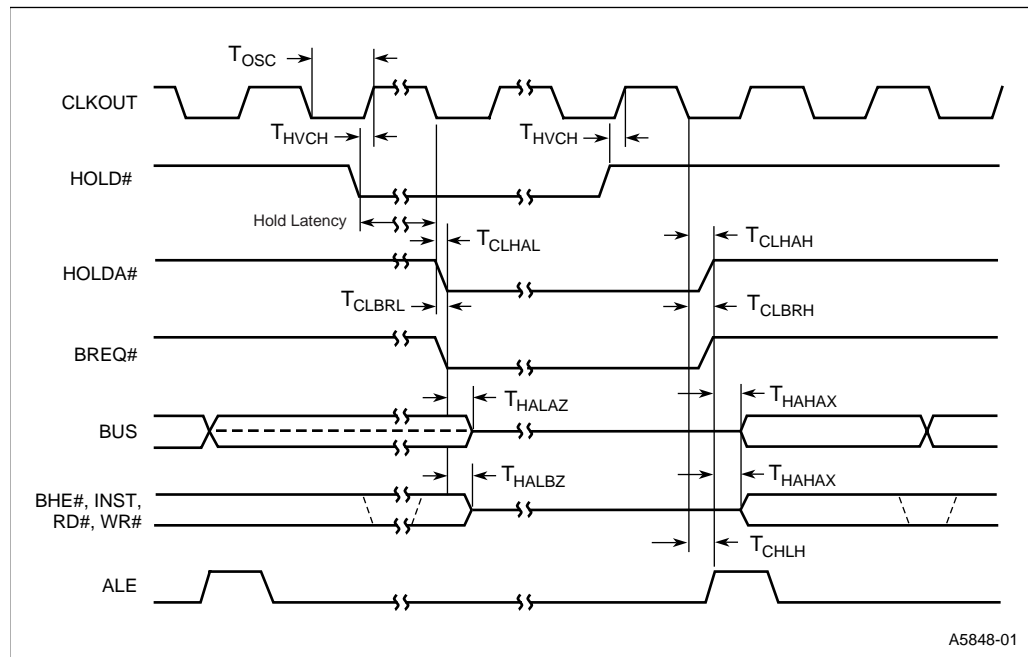 TOSC
CLKOUT
THVCH
THVCH
HOLD#
Hold Latency
TCLHAL
TCLHAH
HOLDA#
TCLBRL
TCLBRH
BREQ#
THALAZ
THAHAX
BUS
THALBZ
THAHAX
BHE#, INST,
RD#, WR#
TCHLH
ALE
A5848-01